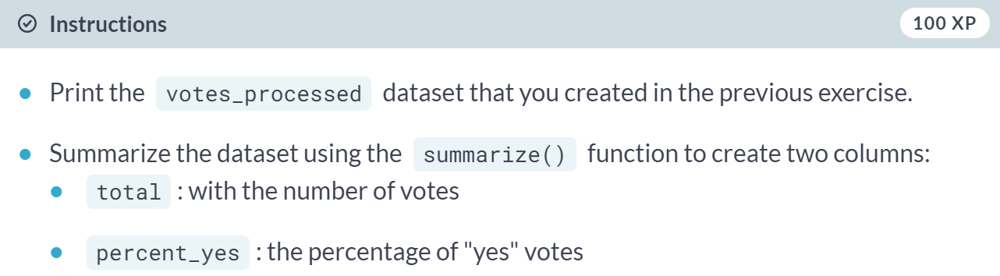 Instructions
100 XP
Print the votes_processed dataset that you created in the previous exercise.
Summarize the dataset using the summarize() function to create two columns:
total : with the number of votes
percent_yes : the percentage of "yes" votes